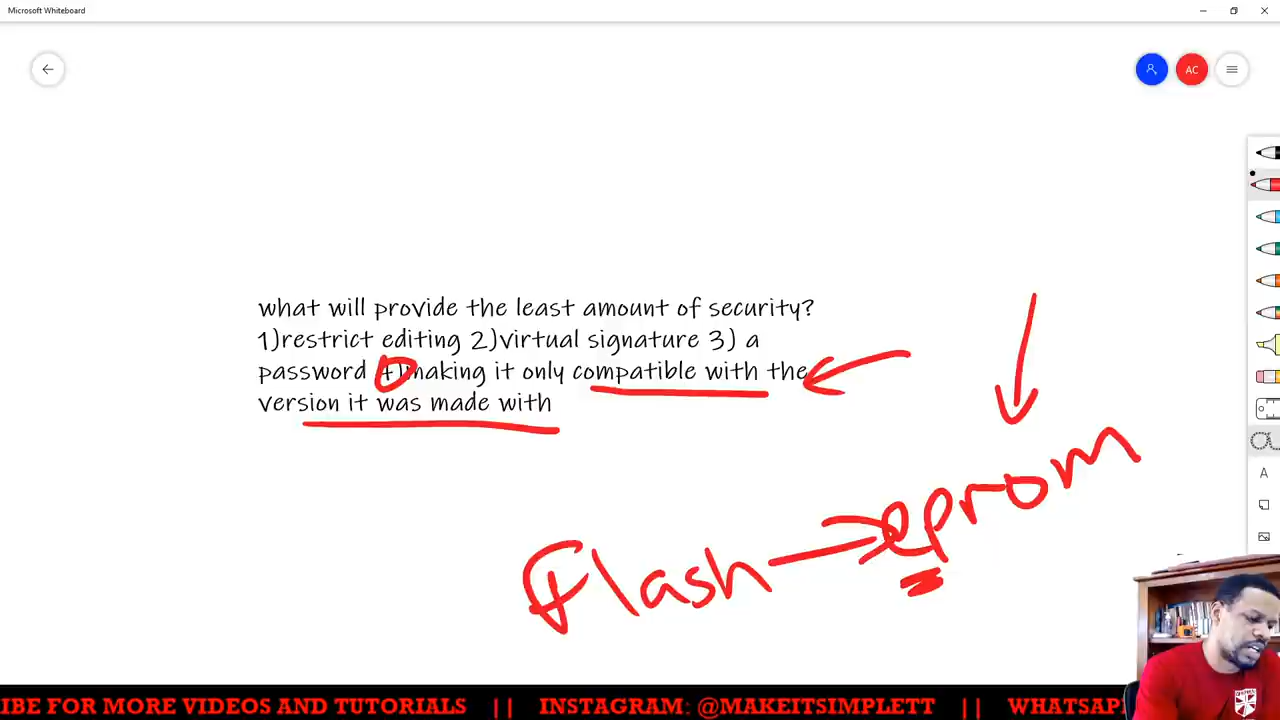 Microsoft Whiteboard
AC
what will provide the least amount of security?
1)restrict editing 2)virtual signature 3) a
password 4)making it only compatible with the
version it was made with
flash eprom
A
IBE FOR MORE VIDEOS AND TUTORIALS || INSTAGRAM: @MAKEITSIMPLETT || WHATSAP